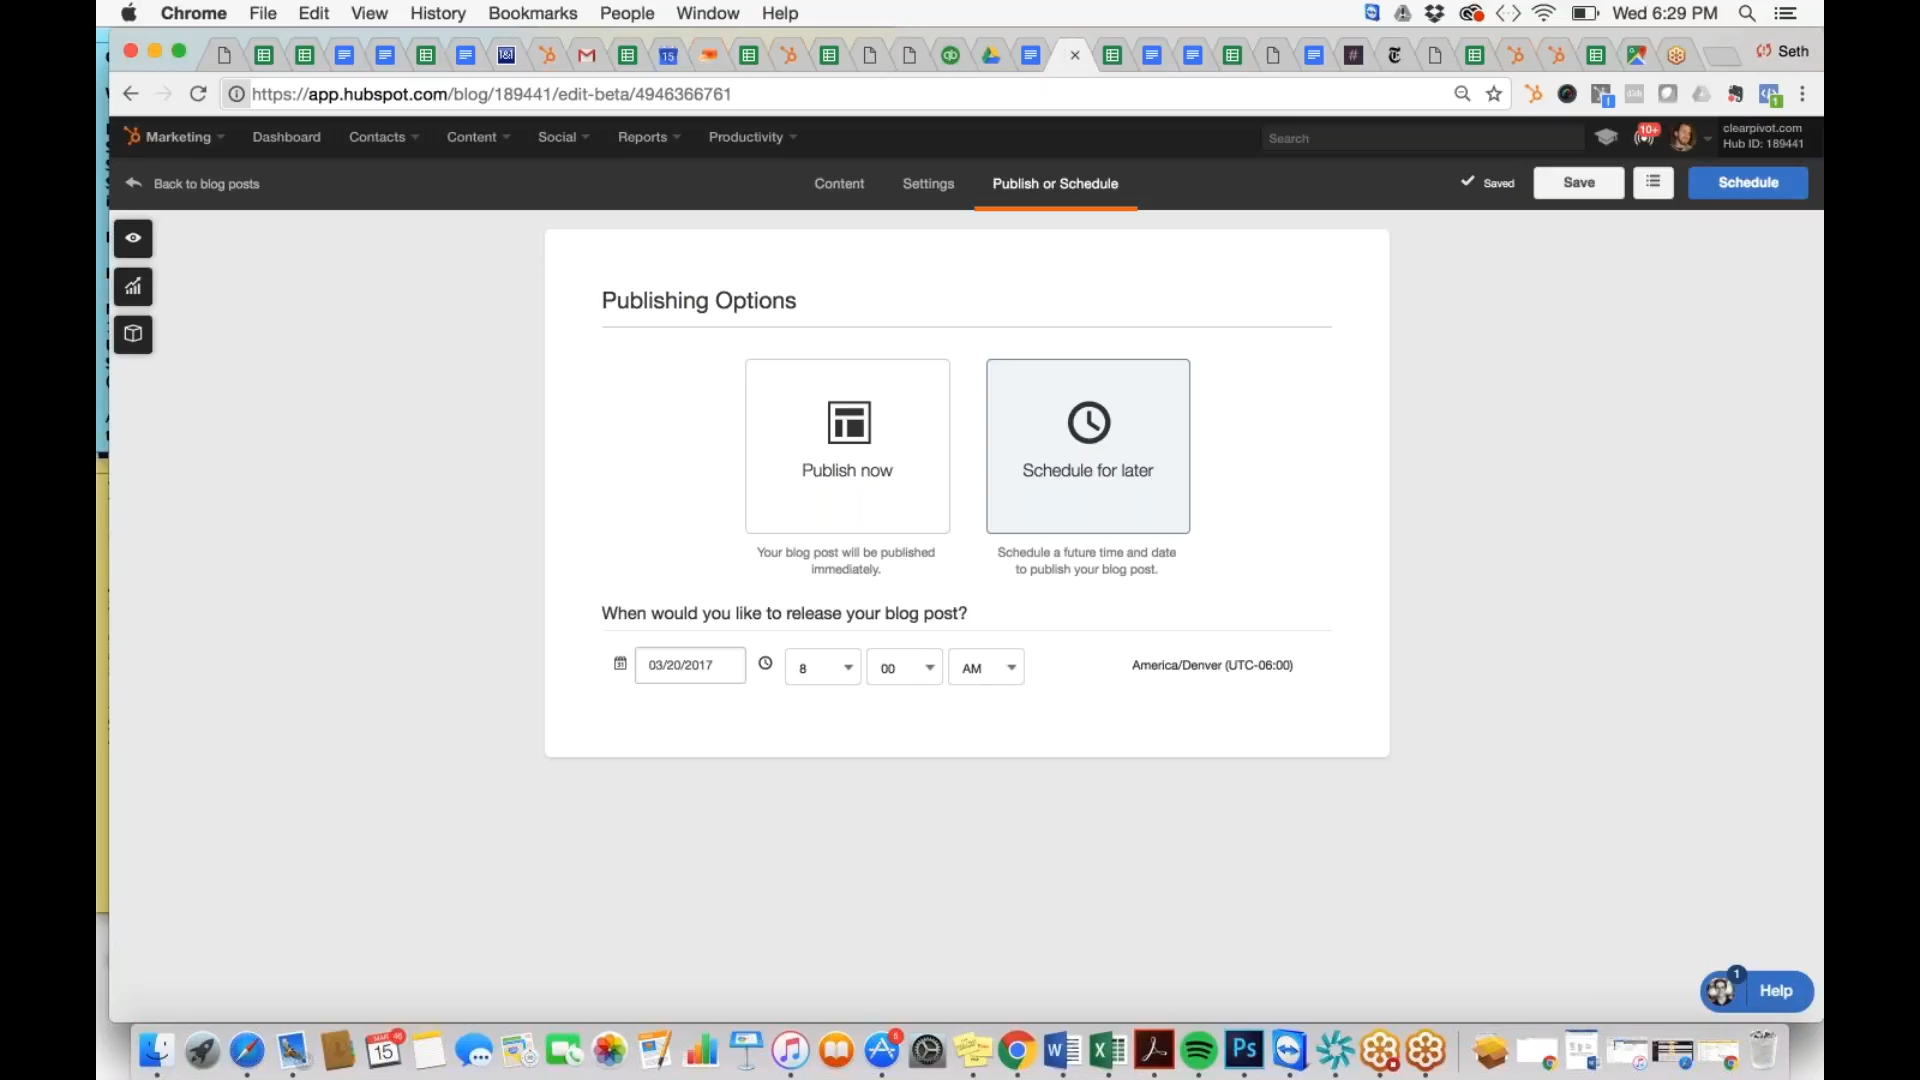 Chrome File Edit View History Bookmarks People Window Help Wed 6:29 PM
Seth
https://app.hubspot.com/blog/189441/edit-beta/4946366761
Marketing Dashboard Contacts Content Social Reports Productivity Search 10+ clearpivot.com
Hub ID: 189441
Back to blog posts Content Settings Publish or Schedule Saved Save Schedule
Publishing Options
Publish now
Schedule for later
Your blog post will be published
immediately.
Schedule a future time and date
to publish your blog post.
When would you like to release your blog post?
03/20/2017 8 00 AM America/Denver (UTC-06:00)
1
Help
15
Ps